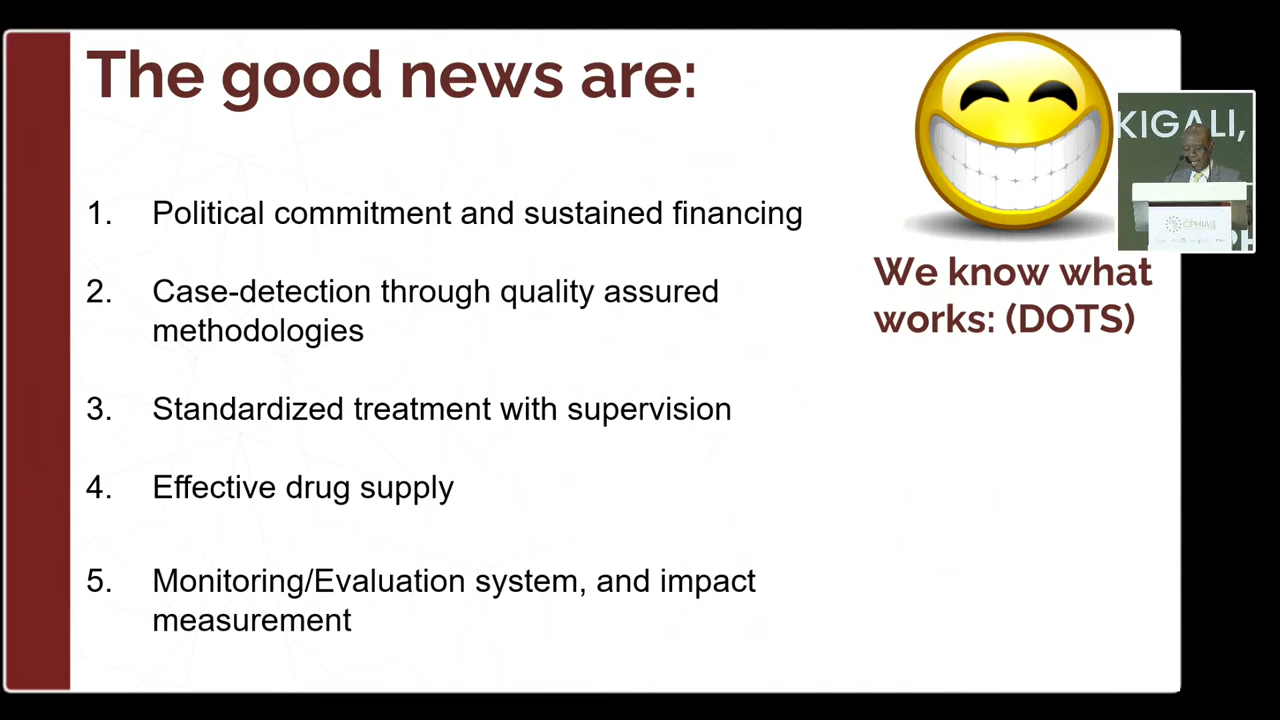 The good news are:
1. Political commitment and sustained financing
2. Case-detection through quality assured
methodologies
3. Standardized treatment with supervision
4. Effective drug supply
5. Monitoring/Evaluation system, and impact
measurement
We know what
works: (DOTS)
KIGALI,
CPHIA